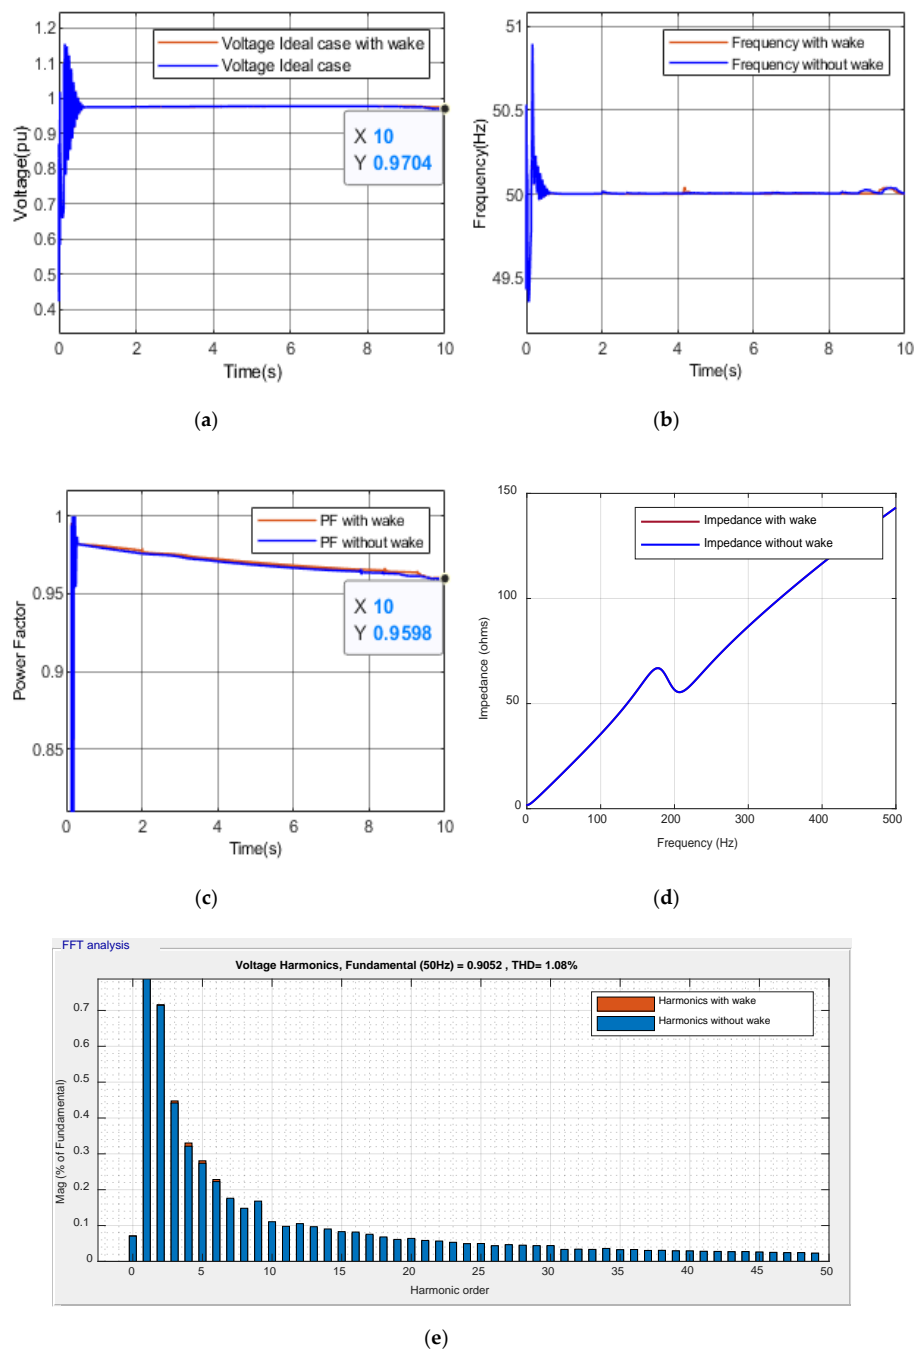 1.2
1.1
1
0.9
0.8
0.7
0.6
0.5
0.4
Voltage(pu)
Voltage Ideal case with wake
Voltage Ideal case
X 10
Y 0.9704
0 2 4 6 8 10
Time(s)
(a)
51
50.5
50
49.5
Frequency(Hz)
Frequency with wake
Frequency without wake
0 2 4 6 8 10
Time(s)
(b)
1
0.95
0.9
0.85
Power Factor
PF with wake
PF without wake
X 10
Y 0.9598
0 2 4 6 8 10
Time(s)
(c)
150
100
50
0
Impedance (ohms)
Impedance with wake
Impedance without wake
0 100 200 300 400 500
Frequency (Hz)
(d)
FFT analysis
Voltage Harmonics, Fundamental (50Hz) = 0.9052 , THD= 1.08%
0.7
0.6
0.5
0.4
0.3
0.2
0.1
0
Mag (% of Fundamental)
Harmonics with wake
Harmonics without wake
0 5 10 15 20 25 30 35 40 45 50
Harmonic order
(e)